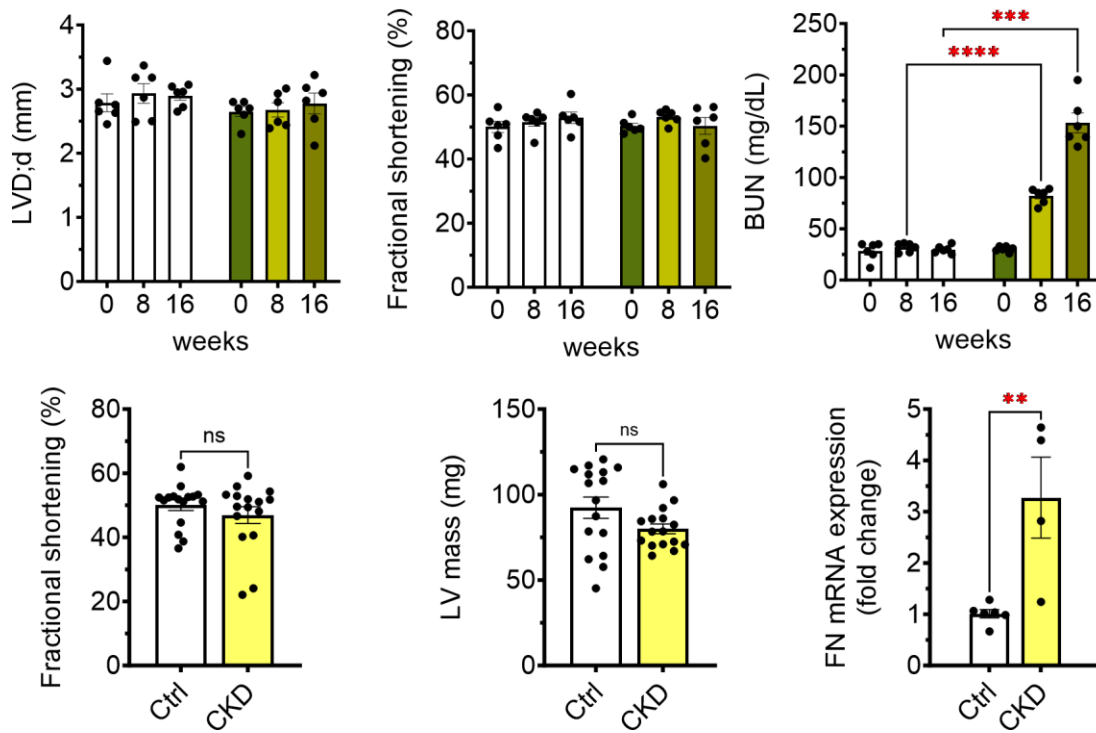 LVD;d (mm)
4
3
2
1
0
0 8 16 0 8 16
weeks
Fractional shortening (%)
80
60
40
20
0
0 8 16 0 8 16
weeks
BUN (mg/dL)
250
200
150
100
50
0
***
****
0 8 16 0 8 16
weeks
Fractional shortening (%)
80
60
40
20
0
ns
Ctrl CKD
LV mass (mg)
150
100
50
0
ns
Ctrl CKD
FN mRNA expression
(fold change)
5
4
3
2
1
0
**
Ctrl CKD